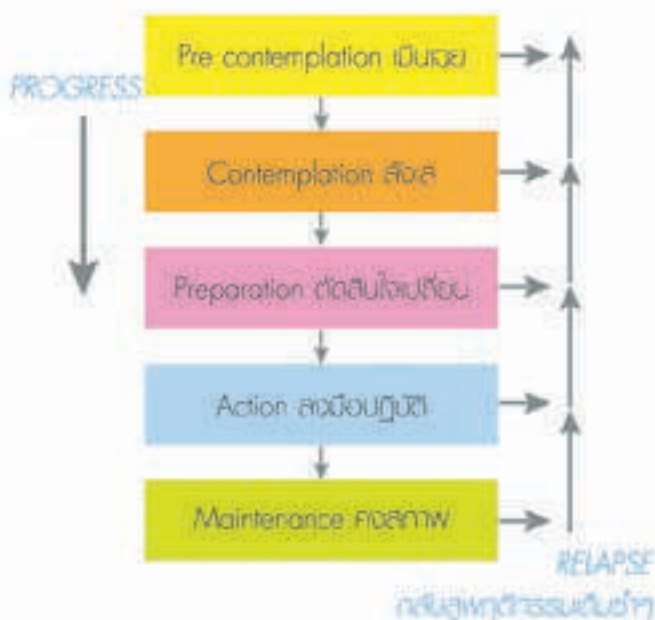 Pre contemplation เมินเฉย
PROGRESS
Contemplation ลังเล
Preparation ตัดสินใจเปลี่ยน
Action ลงมือปฏิบัติ
Maintenance คงสภาพ
RELAPSE
กลับสู่พฤติกรรมเดิมซ้ำๆ